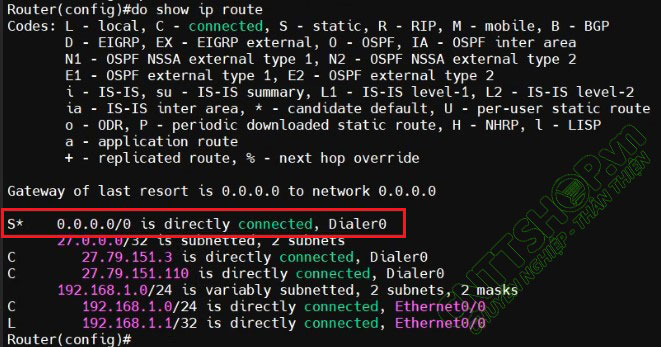 Router(config)#do show ip route
Codes: L - local, C - connected, S - static, R - RIP, M - mobile, B - BGP
D - EIGRP, EX - EIGRP external, O - OSPF, IA - OSPF inter area
N1 - OSPF NSSA external type 1, N2 - OSPF NSSA external type 2
E1 - OSPF external type 1, E2 - OSPF external type 2
i - IS-IS, su - IS-IS summary, L1 - IS-IS level-1, L2 - IS-IS level-2
ia - IS-IS inter area, * - candidate default, U - per-user static route
o - ODR, P - periodic downloaded static route, H - NHRP, l - LISP
a - application route
+ - replicated route, % - next hop override
Gateway of last resort is 0.0.0.0 to network 0.0.0.0
S* 0.0.0.0/0 is directly connected, Dialer0
27.0.0.0/32 is subnetted, 2 subnets
C 27.79.151.3 is directly connected, Dialer0
C 27.79.151.110 is directly connected, Dialer0
192.168.1.0/24 is variably subnetted, 2 subnets, 2 masks
C 192.168.1.0/24 is directly connected, Ethernet0/0
L 192.168.1.1/32 is directly connected, Ethernet0/0
Router(config)#
CHUYÊN NGHIỆP - THÂN THIỆN